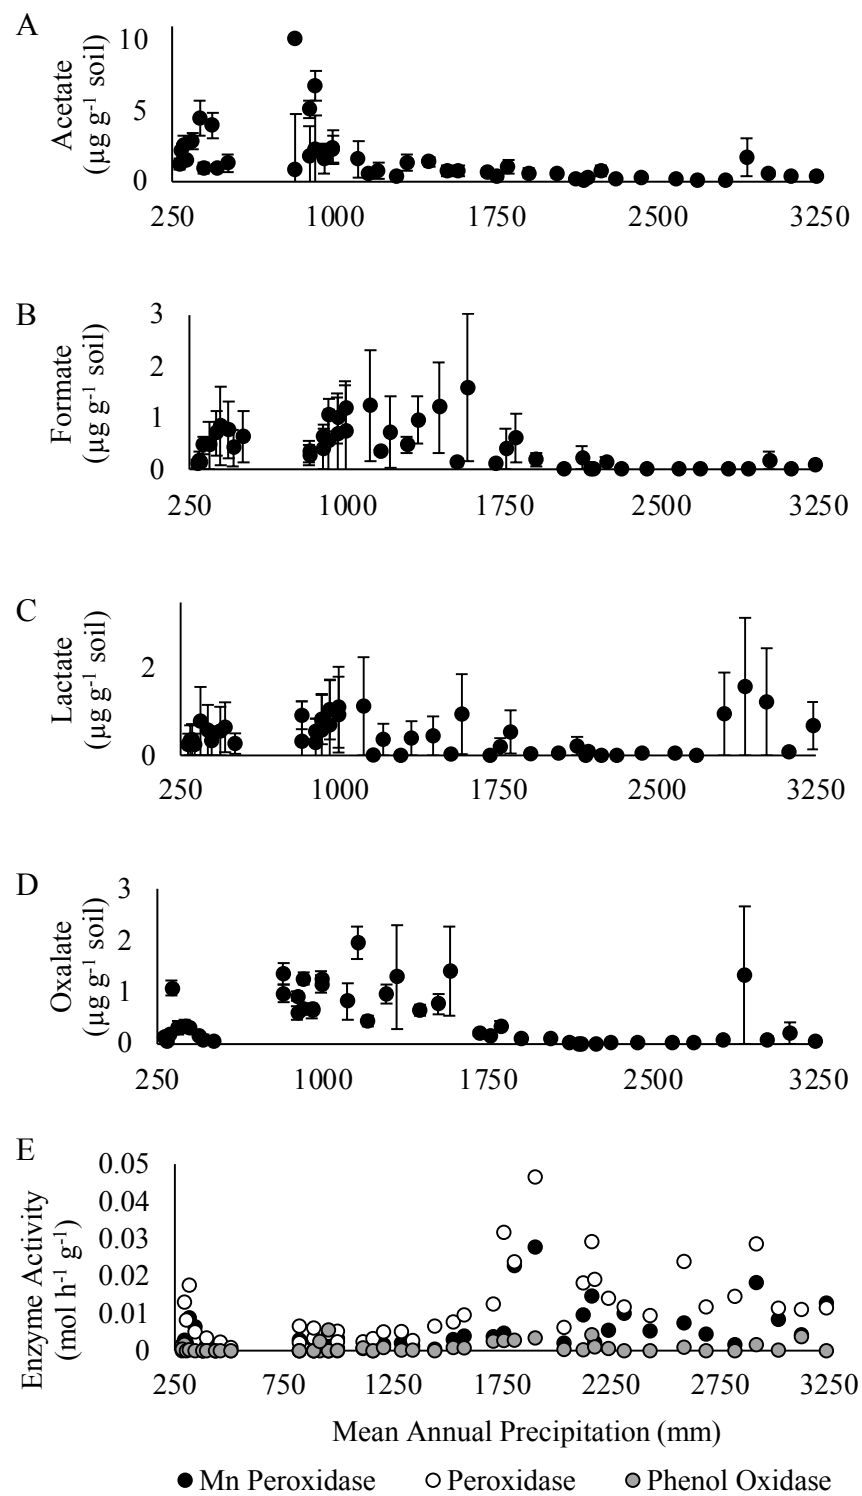 A
Acetate
(µg g-1 soil)
10
5
0
250 1000 1750 2500 3250
B
Formate
(µg g-1 soil)
3
2
1
0
250 1000 1750 2500 3250
C
Lactate
(µg g-1 soil)
2
0
250 1000 1750 2500 3250
D
Oxalate
(µg g-1 soil)
3
2
1
0
250 1000 1750 2500 3250
E
Enzyme Activity
(mol h-1 g-1)
0.05
0.04
0.03
0.02
0.01
0
250 750 1250 1750 2250 2750 3250
Mean Annual Precipitation (mm)
Mn Peroxidase Peroxidase Phenol Oxidase